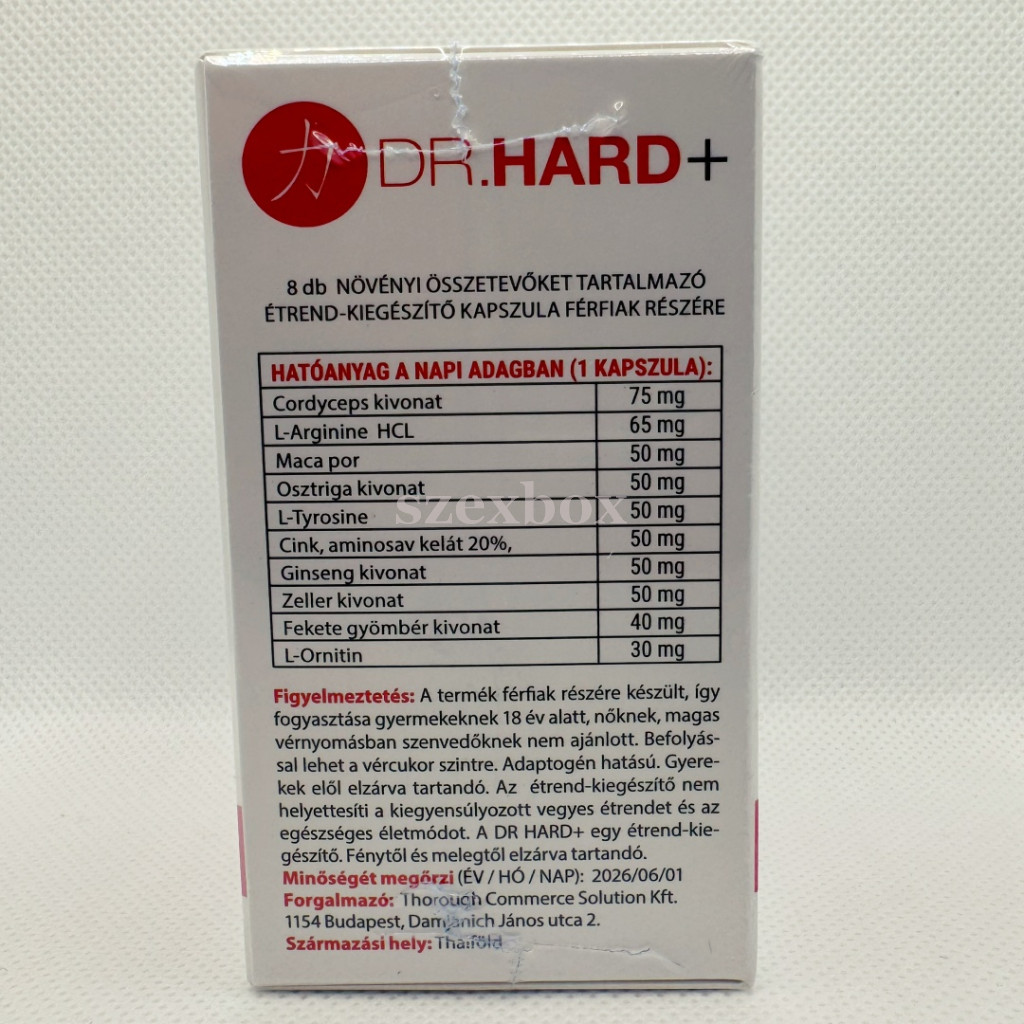 力 DR.HARD+
8 db NÖVÉNYI ÖSSZETEVŐKET TARTALMAZÓ
ÉTREND-KIEGÉSZÍTŐ KAPSZULA FÉRFIAK RÉSZÉRE
HATÓANYAG A NAPI ADAGBAN (1 KAPSZULA):
Cordyceps kivonat 75 mg
L-Arginine HCL 65 mg
Maca por 50 mg
Osztriga kivonat 50 mg
L-Tyrosine 50 mg
szexbox
Cink, aminosav kelát 20%, 50 mg
Ginseng kivonat 50 mg
Zeller kivonat 50 mg
Fekete gyömbér kivonat 40 mg
L-Ornitin 30 mg
Figyelmeztetés: A termék férfiak részére készült, így
fogyasztása gyermekeknek 18 év alatt, nőknek, magas
vérnyomásban szenvedőknek nem ajánlott. Befolyás-
sal lehet a vércukor szintre. Adaptogén hatású. Gyere-
kek elől elzárva tartandó. Az étrend-kiegészítő nem
helyettesíti a kiegyensúlyozott vegyes étrendet és az
egészséges életmódot. A DR HARD+ egy étrend-kie-
gészítő. Fénytől és melegtől elzárva tartandó.
Minőségét megőrzi (ÉV / HÓ / NAP): 2026/06/01
Forgalmazó: Thorouch Commerce Solution Kft.
1154 Budapest, Damjanich János utca 2.
Származási hely: Thaiföld